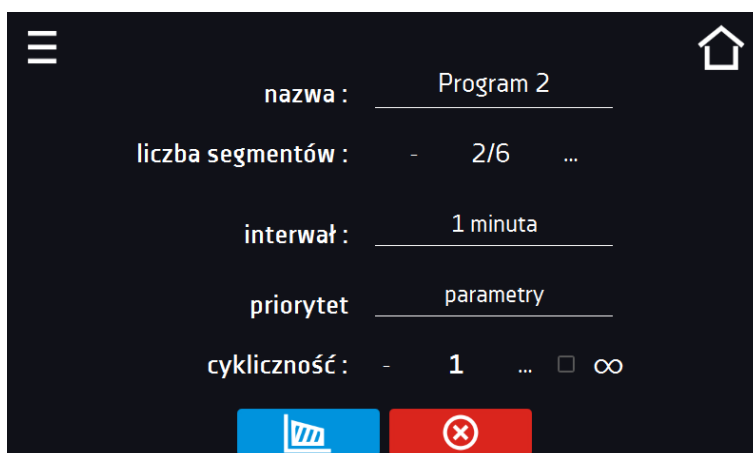 nazwa : Program 2
liczba segmentów : - 2/6 ...
interwał : 1 minuta
priorytet parametry
cykliczność : - 1 ... ∞